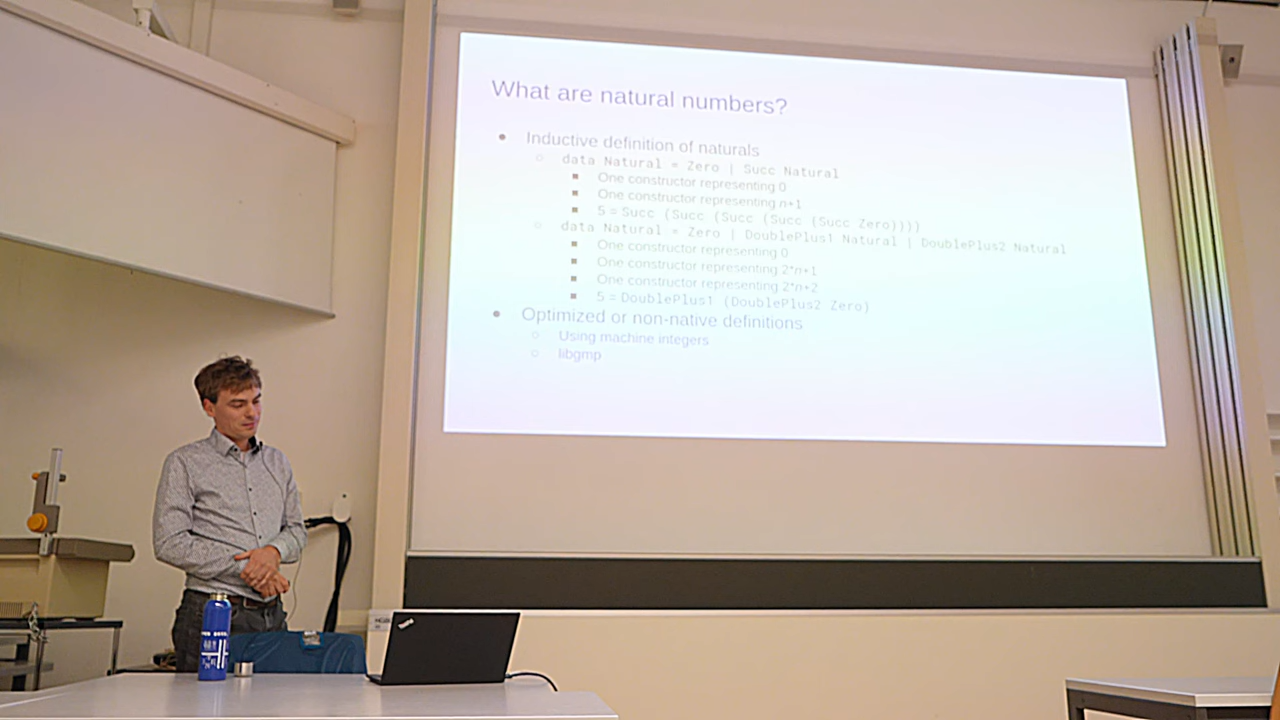 What are natural numbers?
● Inductive definition of naturals
○ data Natural = Zero | Succ Natural
■ One constructor representing 0
■ One constructor representing n+1
■ 5 = Succ (Succ (Succ (Succ (Succ Zero))))
○ data Natural = Zero | DoublePlus1 Natural | DoublePlus2 Natural
■ One constructor representing 0
■ One constructor representing 2*n+1
■ One constructor representing 2*n+2
■ 5 = DoublePlus1 (DoublePlus2 Zero)
● Optimized or non-native definitions
○ Using machine integers
○ libgmp
ThinkPad